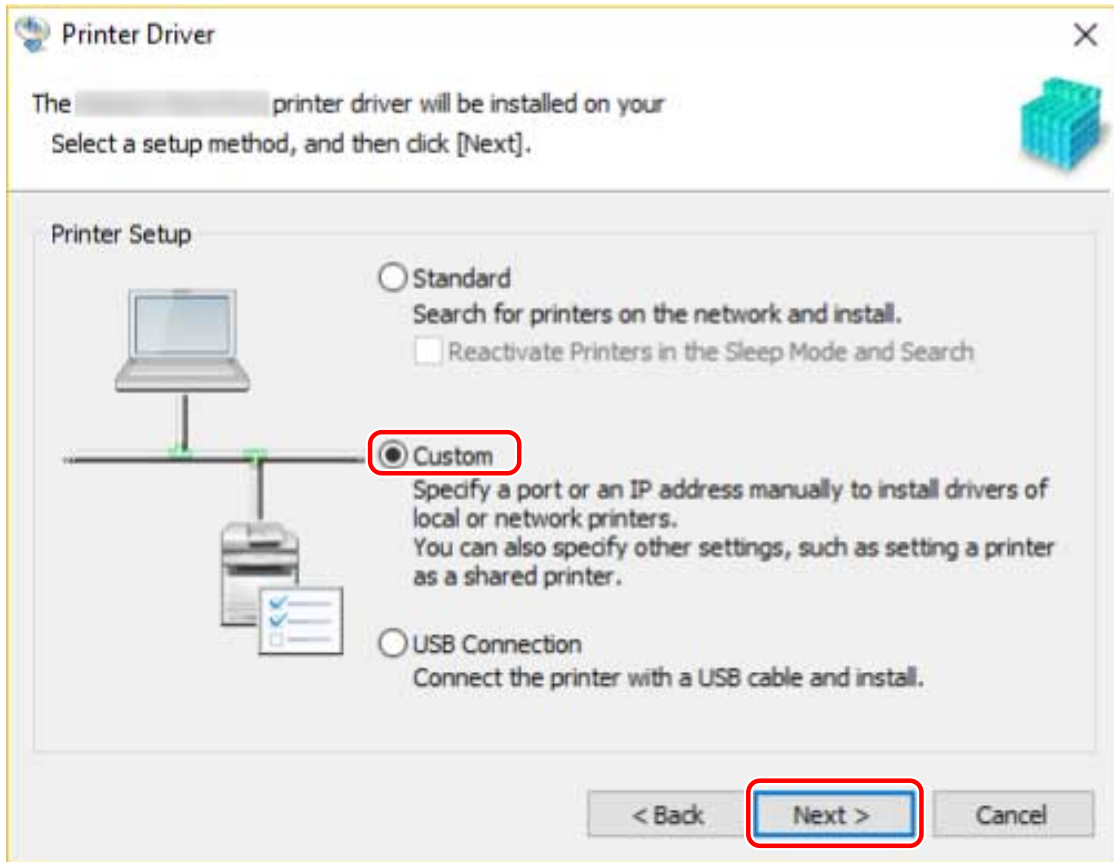 Printer Driver
The printer driver will be installed on your
Select a setup method, and then click [Next].
Printer Setup
Standard
Search for printers on the network and install.
Reactivate Printers in the Sleep Mode and Search
Custom
Specify a port or an IP address manually to install drivers of
local or network printers.
You can also specify other settings, such as setting a printer
as a shared printer.
USB Connection
Connect the printer with a USB cable and install.
< Back
Next >
Cancel